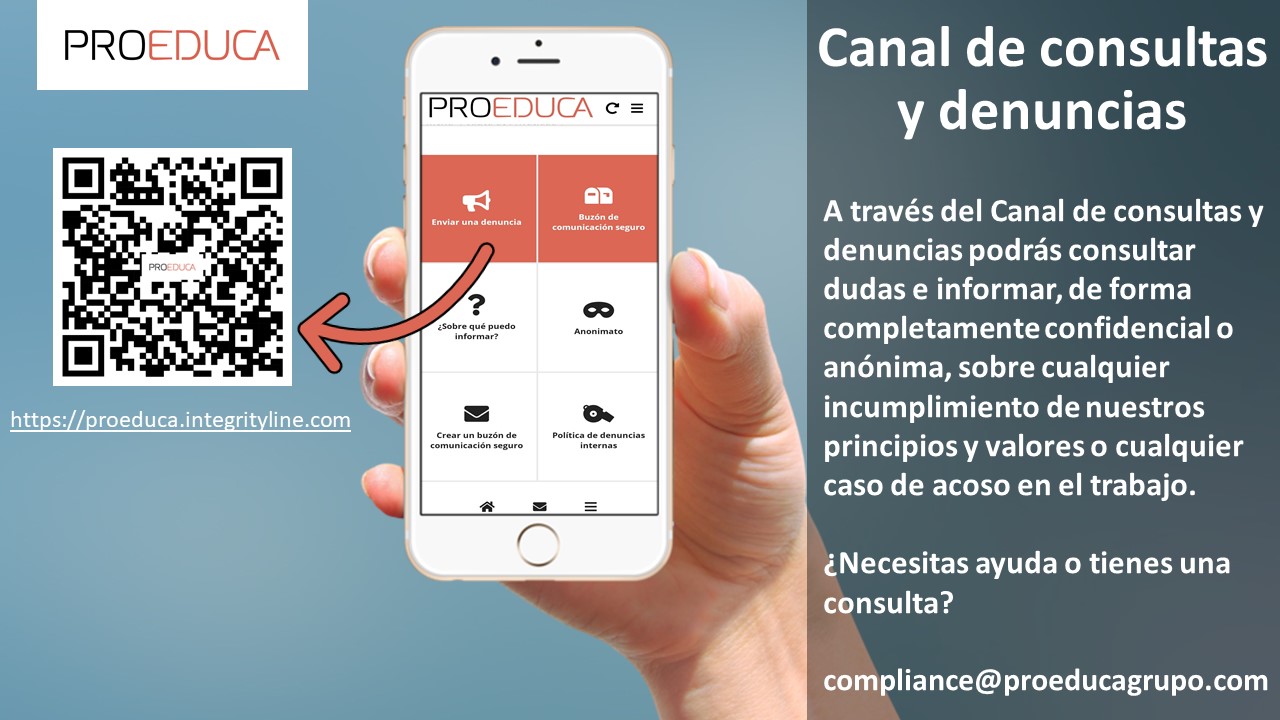 PROEDUCA
PROEDUCA
https://proeduca.integrityline.com
PROEDUCA
Enviar una denuncia
Buzón de
comunicación seguro
¿Sobre qué puedo
informar?
Anonimato
Crear un buzón de
comunicación seguro
Política de denuncias
internas
Canal de consultas
y denuncias
A través del Canal de consultas y
denuncias podrás consultar
dudas e informar, de forma
completamente confidencial o
anónima, sobre cualquier
incumplimiento de nuestros
principios y valores o cualquier
caso de acoso en el trabajo.
¿Necesitas ayuda o tienes una
consulta?
compliance@proeducagrupo.com